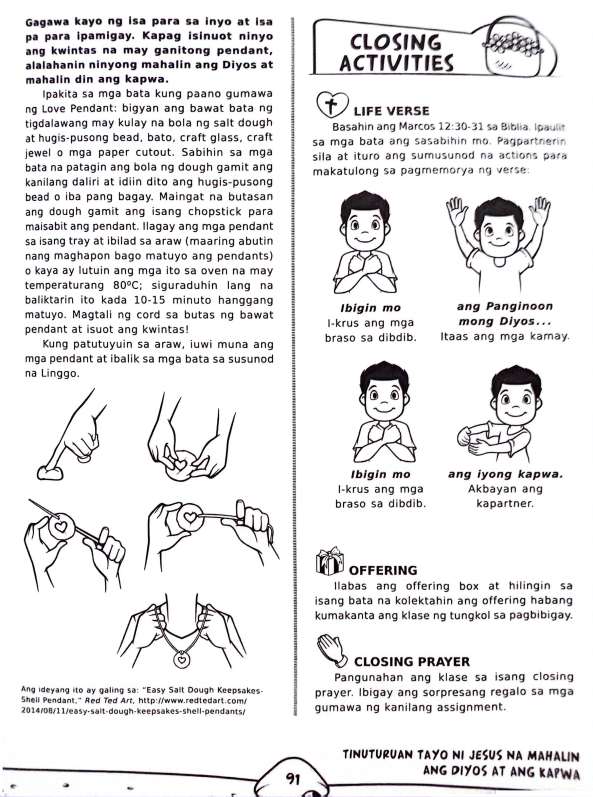 Gagawa kayo ng isa para sa inyo at isa
pa para ipamigay. Kapag isinuot ninyo
ang kwintas na may ganitong pendant,
alalahanin ninyong mahalin ang Diyos at
mahalin din ang kapwa.
Ipakita sa mga bata kung paano gumawa
ng Love Pendant: bigyan ang bawat bata ng
tigdalawang may kulay na bola ng salt dough
at hugis-pusong bead, bato, craft glass, craft
jewel o mga paper cutout. Sabihin sa mga
bata na patagin ang bola ng dough gamit ang
kanilang daliri at idiin dito ang hugis-pusong
bead o iba pang bagay. Maingat na butasan
ang dough gamit ang isang chopstick para
maisabit ang pendant. Ilagay ang mga pendant
sa isang tray at ibilad sa araw (maaring abutin
nang maghapon bago matuyo ang pendants)
o kaya ay lutuin ang mga ito sa oven na may
temperaturang 80ºC; siguraduhin lang na
baliktarin ito kada 10-15 minuto hanggang
matuyo. Magtali ng cord sa butas ng bawat
pendant at isuot ang kwintas!
Kung patutuyuin sa araw, iuwi muna ang
mga pendant at ibalik sa mga bata sa susunod
na Linggo.
Ang ideyang ito ay galing sa: "Easy Salt Dough Keepsakes-
Shell Pendant," Red Ted Art, http://www.redtedart.com/
2014/08/11/easy-salt-dough-keepsakes-shell-pendants/
CLOSING
ACTIVITIES
LIFE VERSE
Basahin ang Marcos 12:30-31 sa Biblia. Ipaulit
sa mga bata ang sasabihin mo. Pagpartnerin
sila at ituro ang sumusunod na actions para
makatulong sa pagmemorya ng verse:
Ibigin mo
I-krus ang mga
braso sa dibdib.
ang Panginoon
mong Diyos...
Itaas ang mga kamay.
Ibigin mo
I-krus ang mga
braso sa dibdib.
ang iyong kapwa.
Akbayan ang
kapartner.
OFFERING
Ilabas ang offering box at hilingin sa
isang bata na kolektahin ang offering habang
kumakanta ang klase ng tungkol sa pagbibigay.
CLOSING PRAYER
Pangunahan ang klase sa isang closing
prayer. Ibigay ang sorpresang regalo sa mga
gumawa ng kanilang assignment.
TINUTURUAN TAYO NI JESUS NA MAHALIN
ANG DIYOS AT ANG KAPWA
91